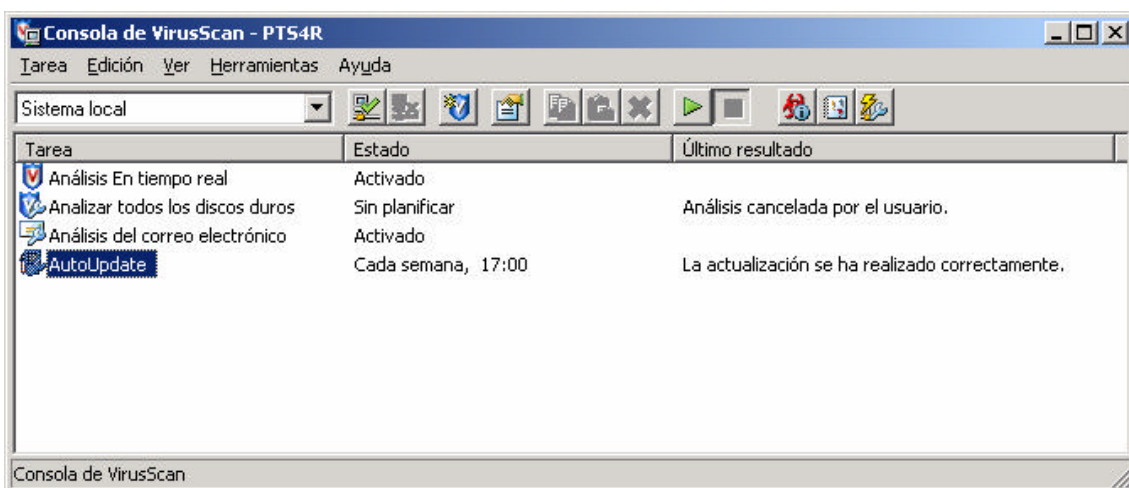 Consola de VirusScan - PTS4R
Tarea Edición Ver Herramientas Ayuda
Sistema local
Tarea Estado Último resultado
Análisis En tiempo real Activado
Analizar todos los discos duros Sin planificar Análisis cancelada por el usuario.
Análisis del correo electrónico Activado
AutoUpdate Cada semana, 17:00 La actualización se ha realizado correctamente.
Consola de VirusScan